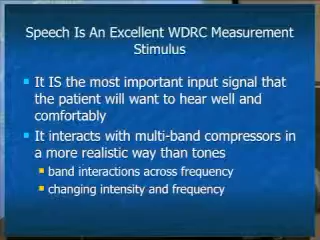 Speech Is An Excellent WDRC Measurement
Stimulus
It IS the most important input signal that
the patient will want to hear well and
comfortably
It interacts with multi-band compressors in
a more realistic way than tones
band interactions across frequency
changing intensity and frequency